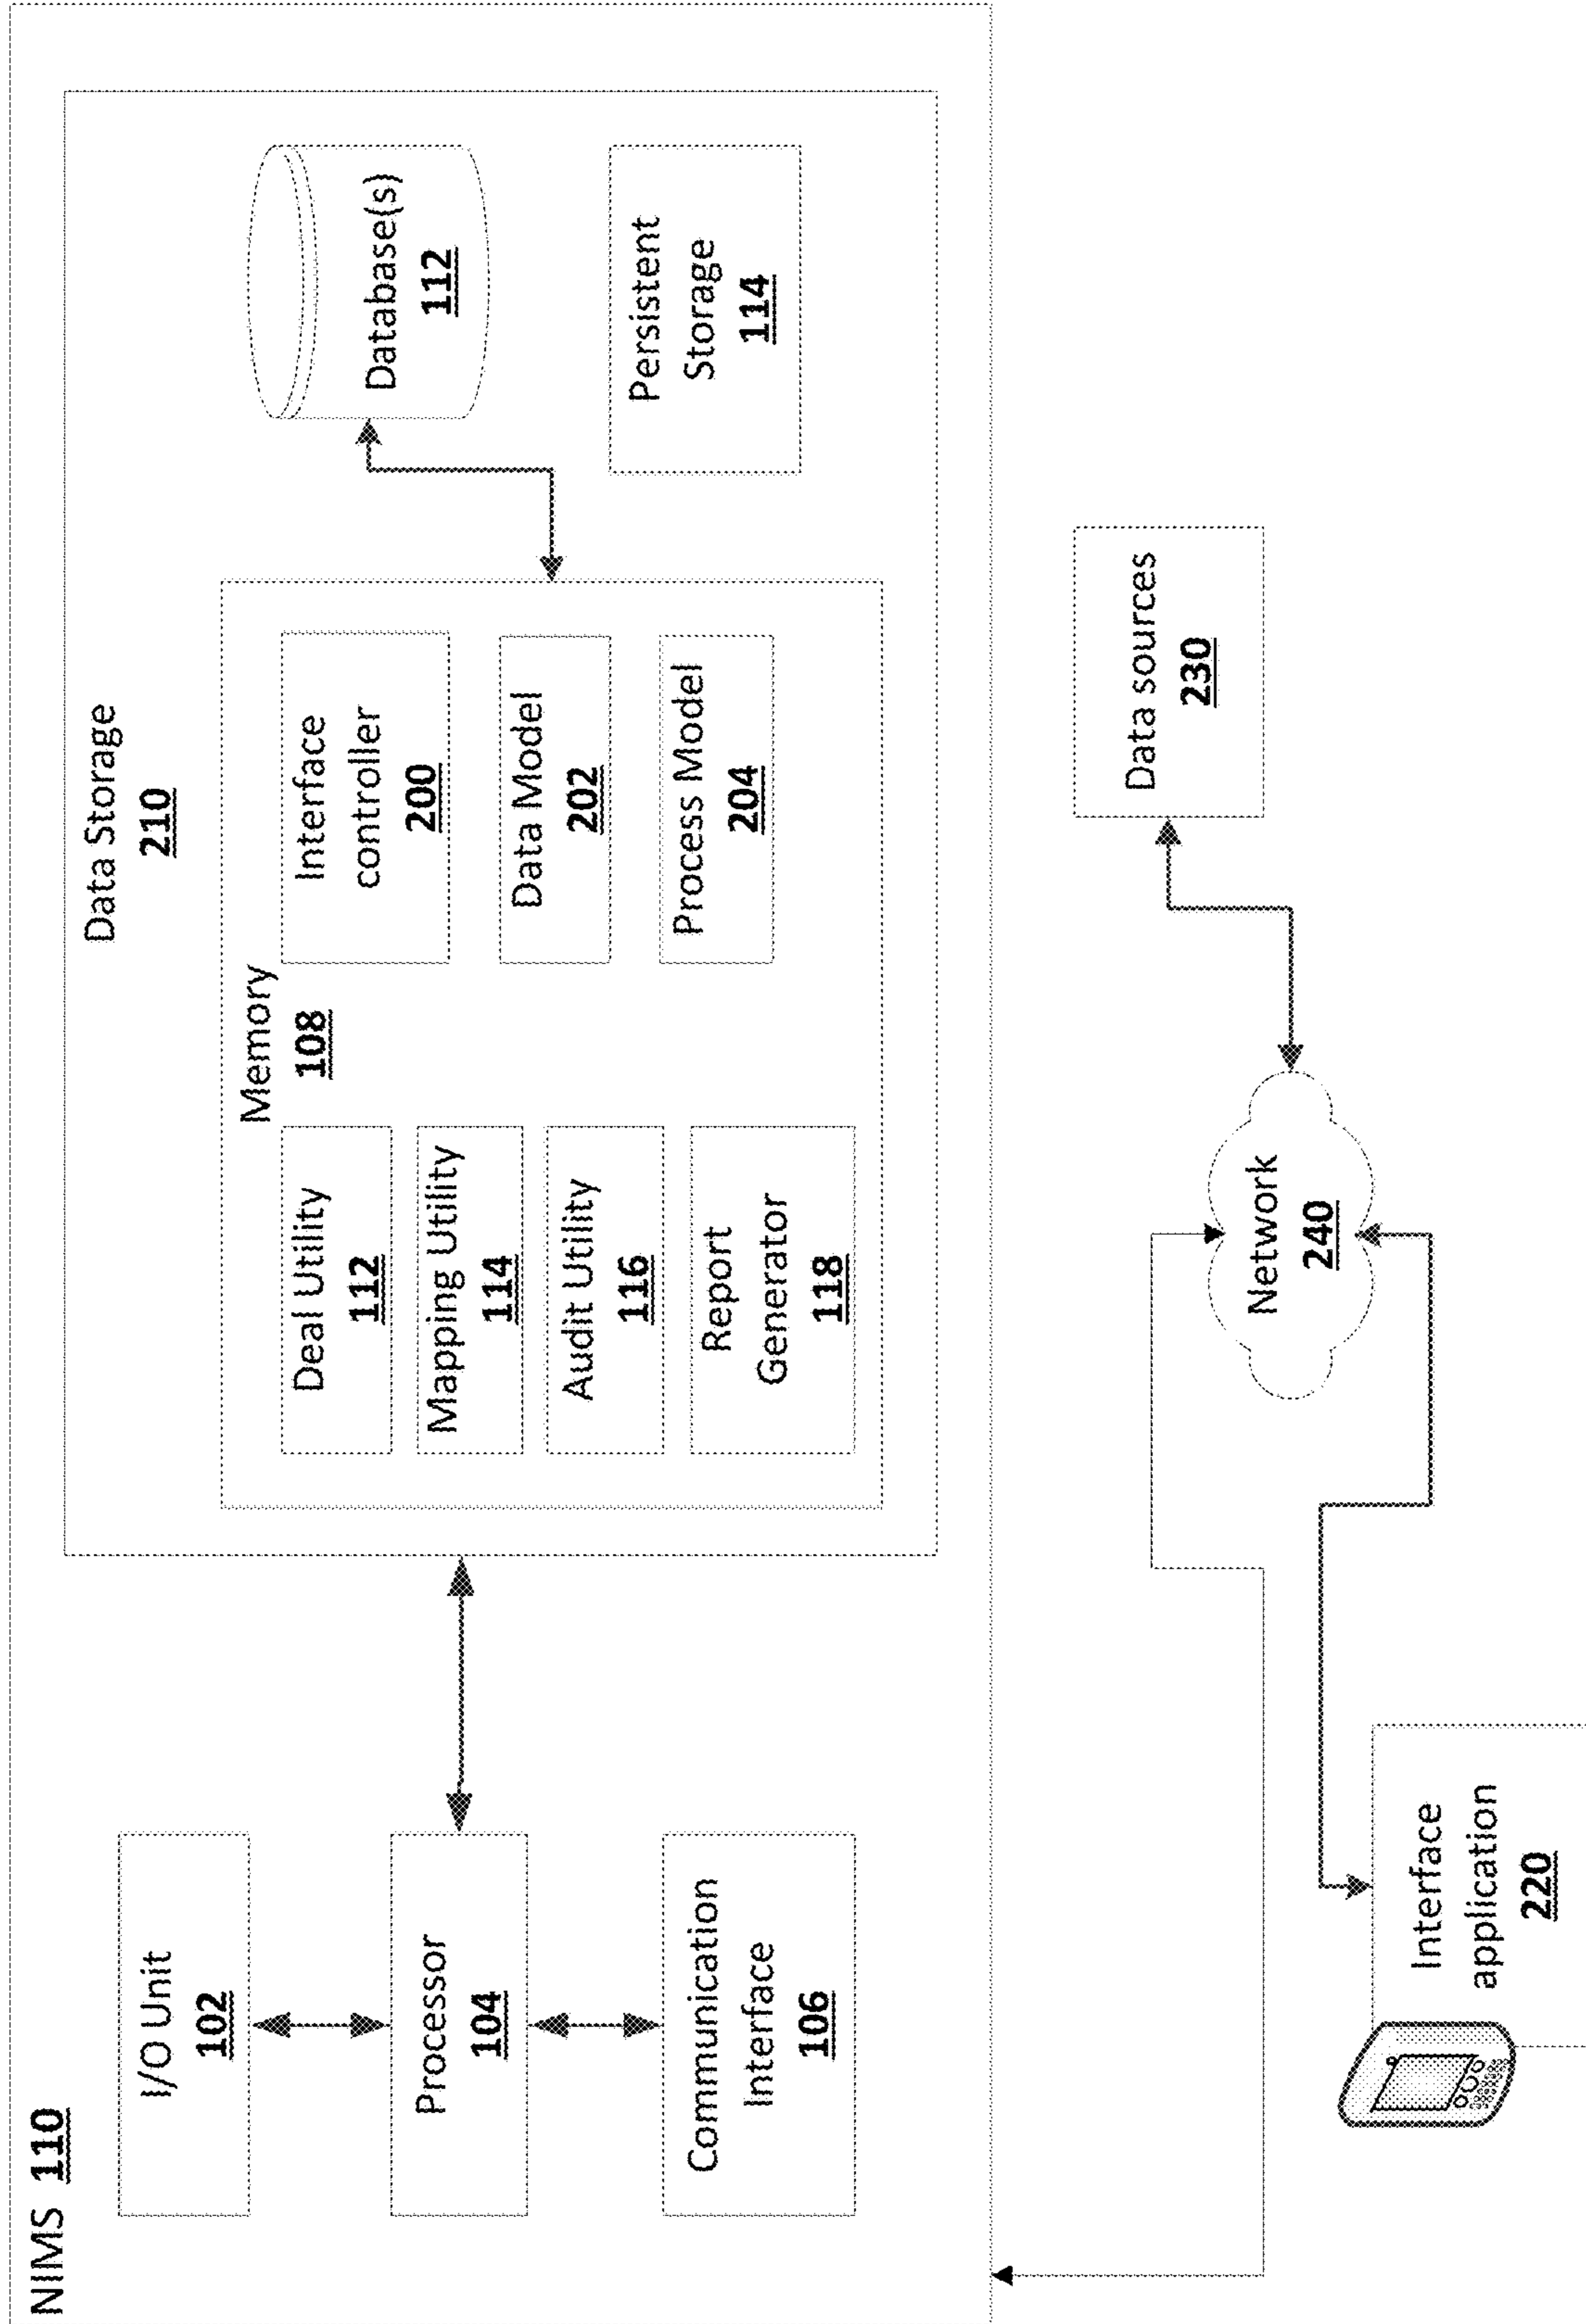 NIMS 110
I/O Unit
102
Processor
104
Communication
Interface
106
Data Storage
210
Memory
108
Deal Utility
112
Mapping Utility
114
Audit Utility
116
Report
Generator
118
Interface
controller
200
Data Model
202
Process Model
204
Database(s)
112
Persistent
Storage
114
Interface
application
220
Network
240
Data sources
230